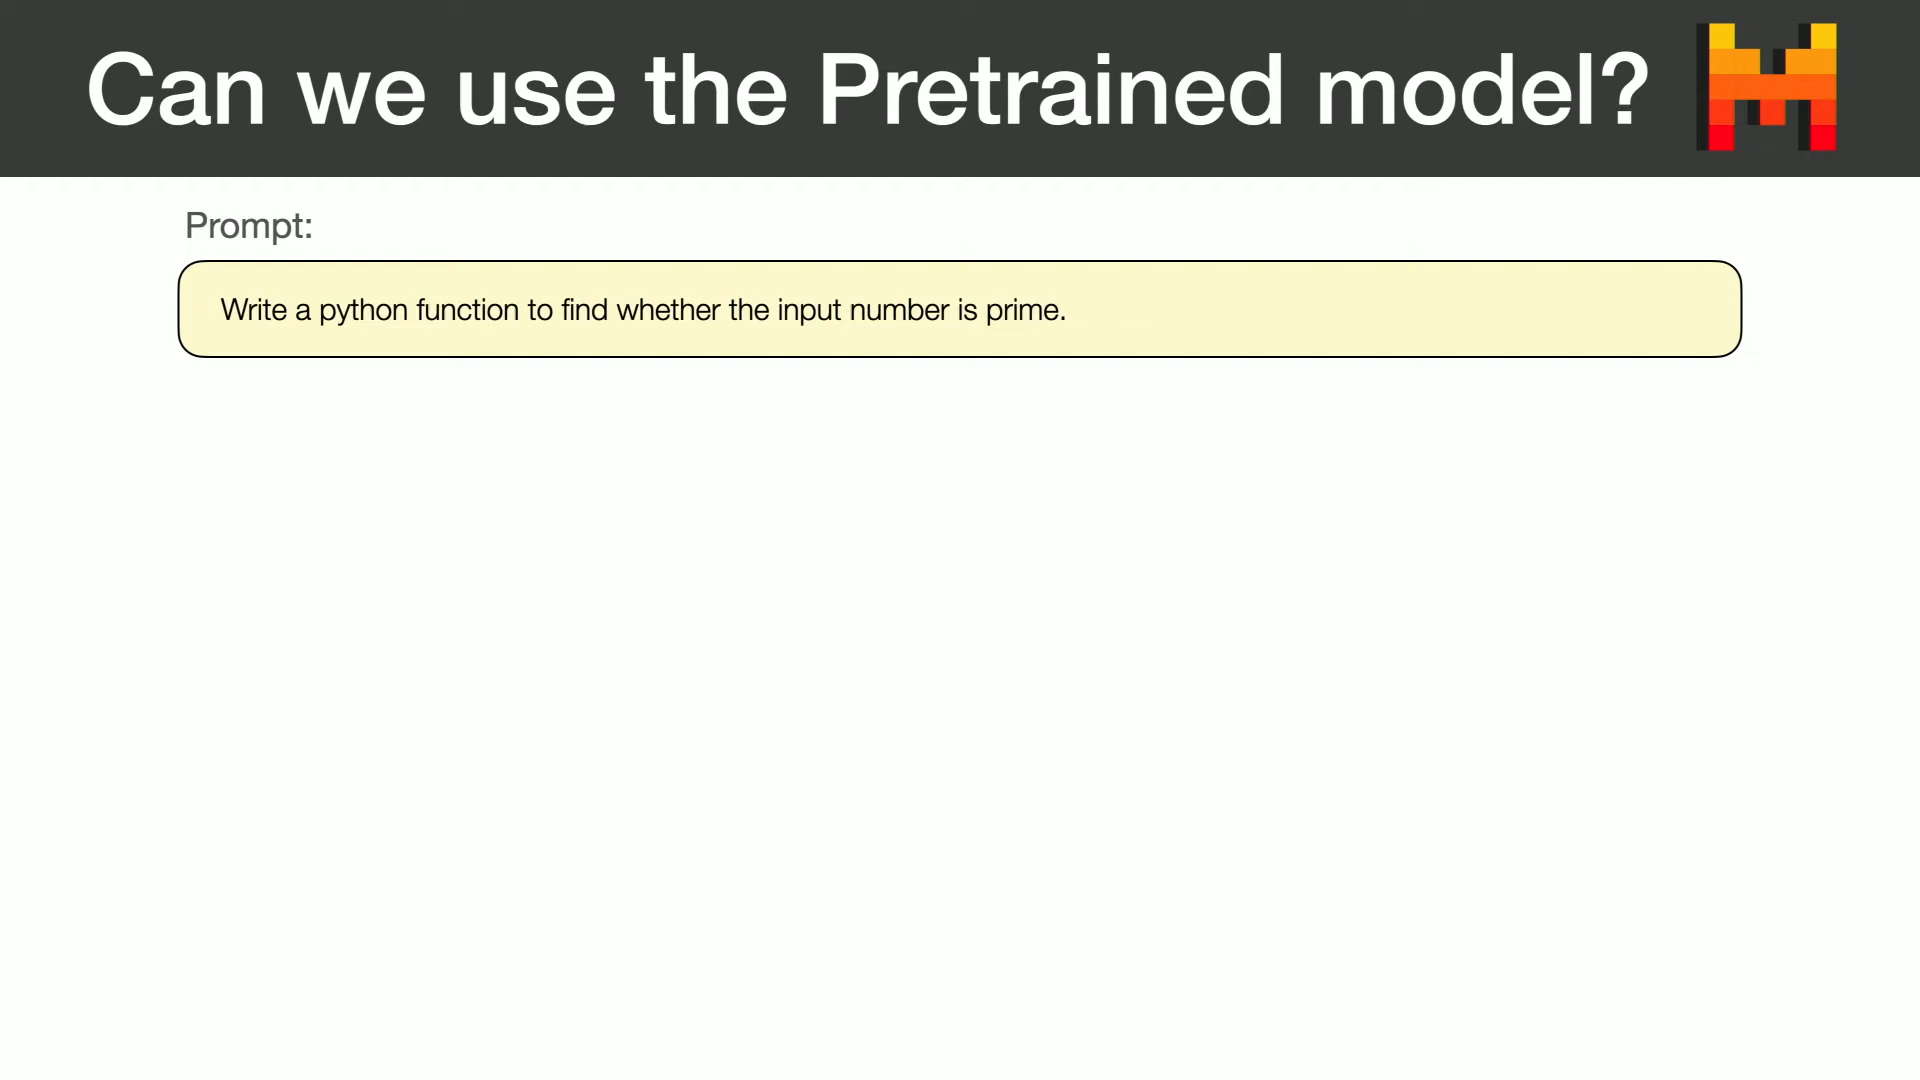 Can we use the Pretrained model?
Prompt:
Write a python function to find whether the input number is prime.